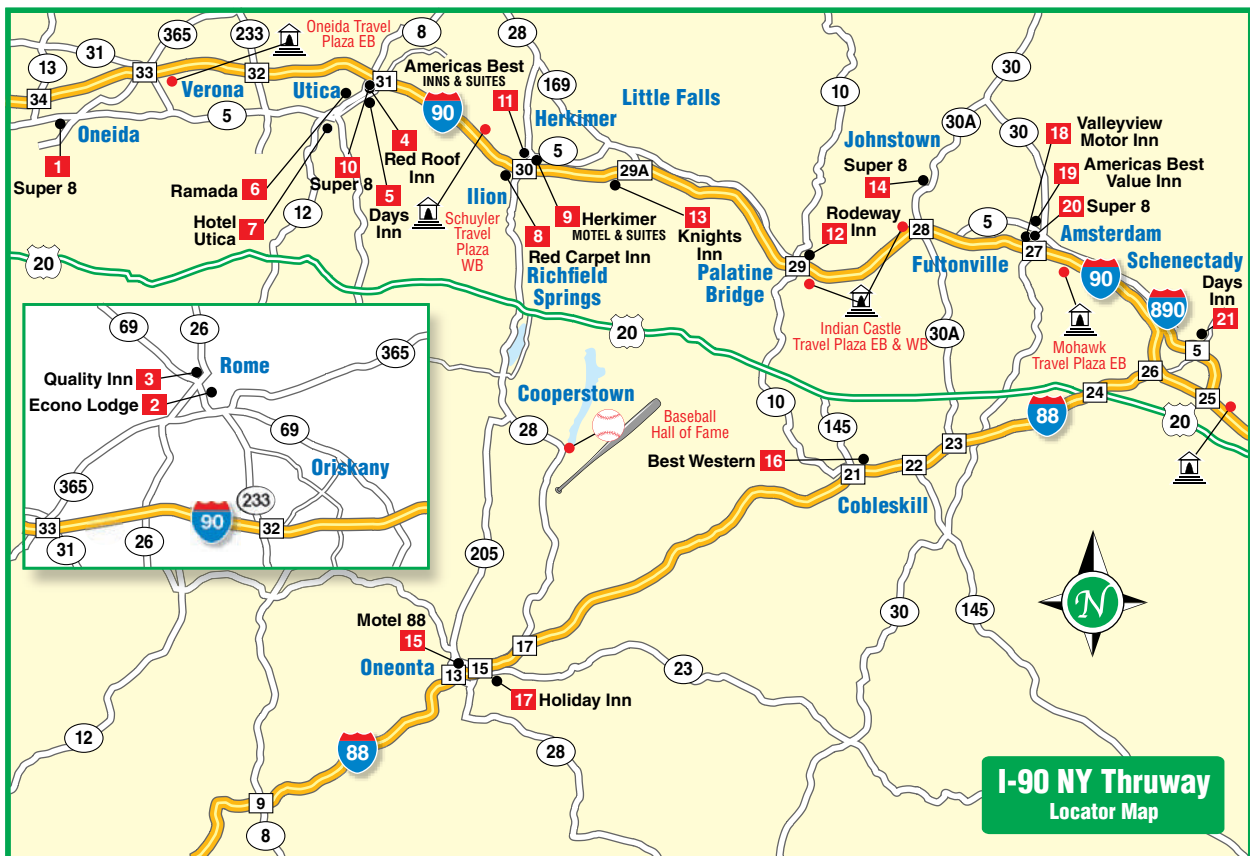 365
233
Oneida Travel
Plaza EB
8
28
31
13
33
32
31
34
Verona
Utica
5
Oneida
1
Super 8
Americas Best
INNS & SUITES
11
90
169
Little Falls
Herkimer
5
30
29A
Ilion
4
Red Roof
Inn
10
Super 8
5
Days
Inn
Ramada 6
Hotel
Utica 7
12
Schuyler
Travel
Plaza
WB
8
Red Carpet Inn
9 Herkimer
MOTEL & SUITES
13
Knights
Inn
Richfield
Springs
Palatine
Bridge
10
Johnstown
Super 8
14
30A
30
30
18 Valleyview
Motor Inn
19 Americas Best
Value Inn
20 Super 8
Rodeway
Inn
12
29
28
5
27
Amsterdam
Fultonville
Schenectady
90
890
Days
Inn
21
Indian Castle
Travel Plaza EB & WB
Mohawk
Travel Plaza EB
5
26
25
24
20
20
20
30A
69
26
365
Rome
Quality Inn 3
Econo Lodge 2
69
Oriskany
365
233
90
33
32
31
26
Cooperstown
28
Baseball
Hall of Fame
10
145
88
23
22
21
Best Western 16
Cobleskill
205
Motel 88
15
Oneonta
13
15
17
17 Holiday Inn
23
30
145
N
12
88
28
9
8
I-90 NY Thruway
Locator Map